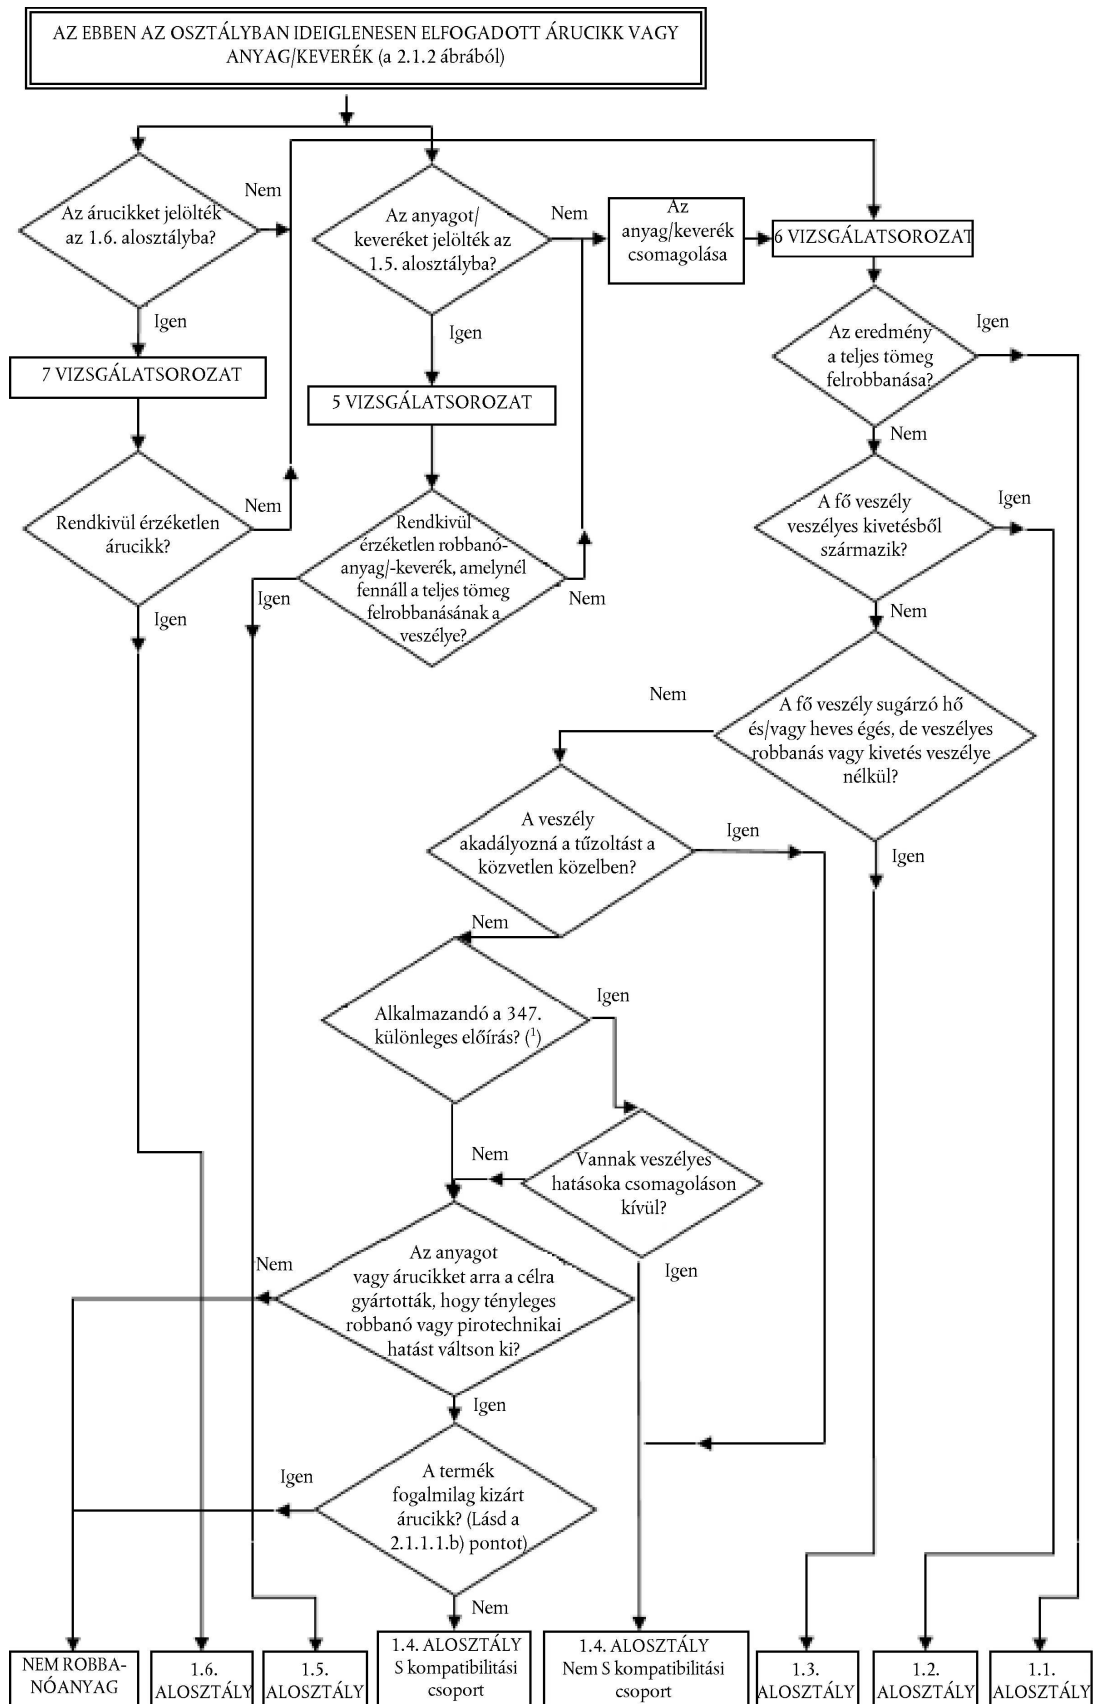 AZ EBBEN AZ OSZTÁLYBAN IDEIGLENESEN ELFOGADOTT ÁRUCIKK VAGY
ANYAG/KEVERÉK (a 2.1.2 ábrából)
Az árucikket jelölték
az 1.6. alosztályba?
Nem
Igen
Az anyagot/
keveréket jelölték az
1.5. alosztályba?
Nem
Igen
Az
anyag/keverék
csomagolása
6 VIZSGÁLATSOROZAT
Az eredmény
a teljes tömeg
felrobbanása?
Igen
Nem
7 VIZSGÁLATSOROZAT
5 VIZSGÁLATSOROZAT
Rendkivül érzéketlen
árucikk?
Nem
Igen
Rendkivül
érzéketlen robbanó-
anyag/-keverék, amelynél
fennáll a teljes tömeg
felrobbanásának a
veszélye?
Igen
Nem
A fő veszély
veszélyes kivetésből
származik?
Igen
Nem
A fő veszély sugárzó hő
és/vagy heves égés, de veszélyes
robbanás vagy kivetés veszélye
nélkül?
Nem
Igen
A veszély
akadályozná a tűzoltást a
közvetlen közelben?
Igen
Nem
Alkalmazandó a 347.
különleges előírás? (¹)
Igen
Nem
Vannak veszélyes
hatásoka csomagoláson
kívül?
Igen
Az anyagot
vagy árucikket arra a célra
gyártották, hogy tényleges
robbanó vagy pirotechnikai
hatást váltson ki?
Nem
Igen
A termék
fogalmilag kizárt
árucikk? (Lásd a
2.1.1.1.b) pontot)
Igen
Nem
NEM ROBBA-
NÓANYAG
1.6.
ALOSZTÁLY
1.5.
ALOSZTÁLY
1.4. ALOSZTÁLY
S kompatibilitási
csoport
1.4. ALOSZTÁLY
Nem S kompatibilitási
csoport
1.3.
ALOSZTÁLY
1.2.
ALOSZTÁLY
1.1.
ALOSZTÁLY